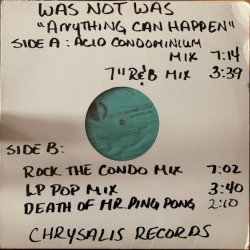 WAS NOT WAS
"ANYTHING CAN HAPPEN"
SIDE A: ACID CONDOMINIUM
MIX 7:14
7" R&B MIX 3:39
SIDE B:
ROCK THE CONDO MIX 7:02
LP POP MIX 3:40
DEATH OF MR. PING PONG 2:10
CHRYSALIS RECORDS